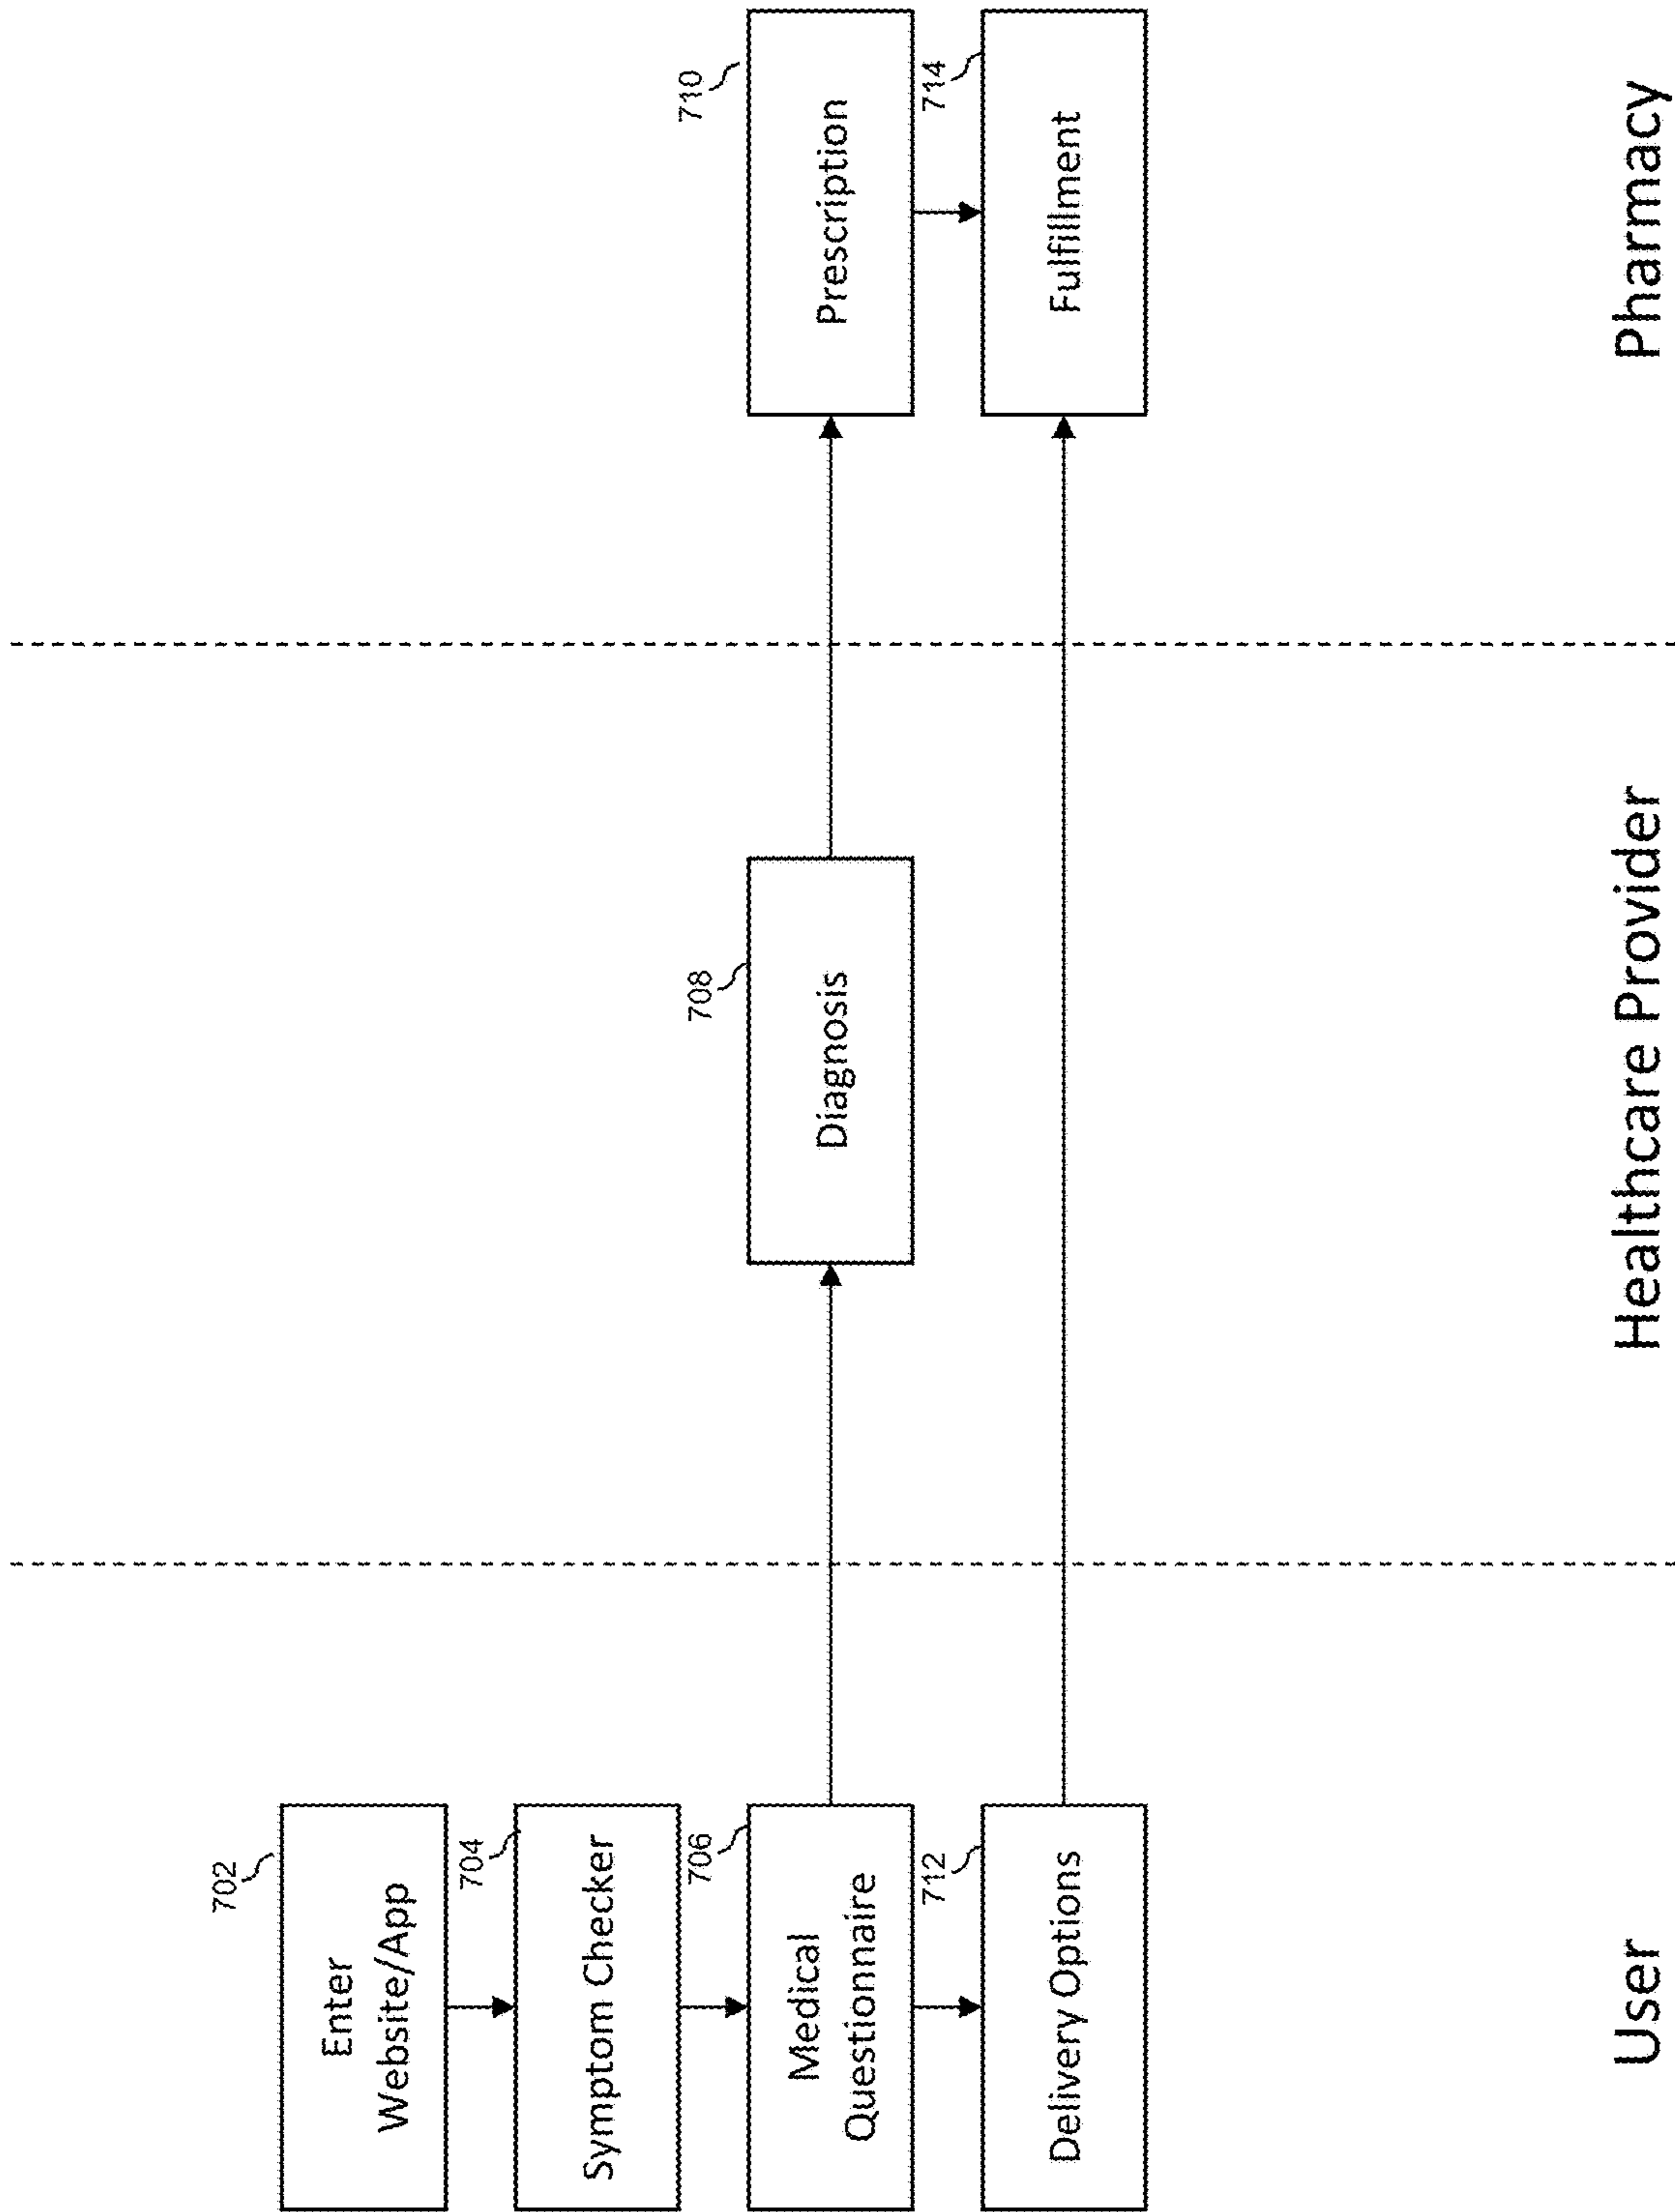 702
Enter
Website/App
704
Symptom Checker
706
Medical
Questionnaire
708
Diagnosis
710
Prescription
712
Delivery Options
714
Fulfillment
User
Healthcare Provider
Pharmacy